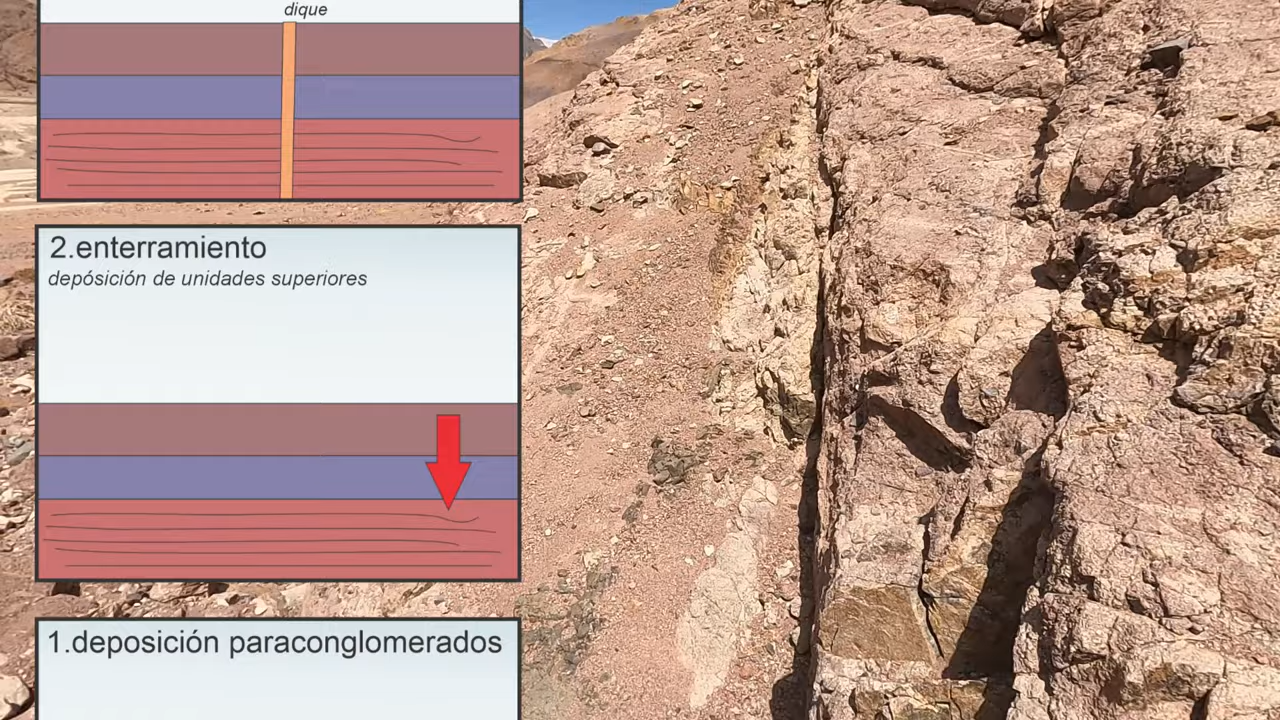 dique
2.enterramiento
depósición de unidades superiores
1.deposición paraconglomerados